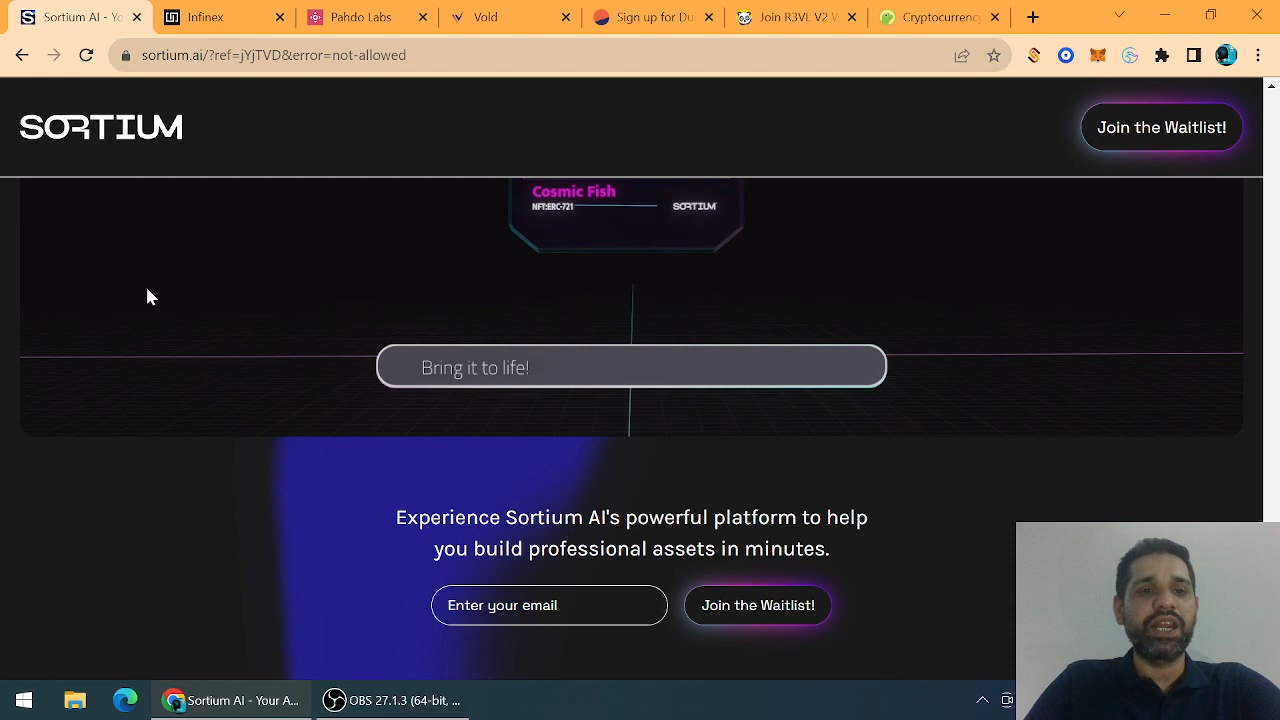 Sortium AI - Yo
Infinex
Pahdo Labs
Vold
Sign up for Du
Join R3VL V2 W
Cryptocurrency
sortium.ai/?ref=jYjTVD&error=not-allowed
SORTIUM
Join the Waitlist!
Cosmic Fish
NFT:ERC-721
SORTIUM
Bring it to life!
Experience Sortium AI's powerful platform to help
you build professional assets in minutes.
Enter your email
Join the Waitlist!
Sortium AI - Your A...
OBS 27.1.3 (64-bit, ...